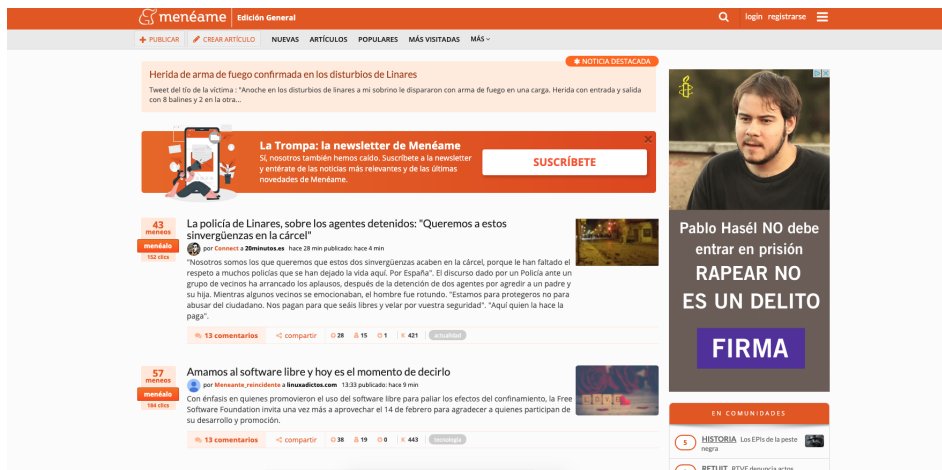 menéame Edición General login registrarse
PUBLICAR CREAR ARTÍCULO NUEVAS ARTÍCULOS POPULARES MÁS VISITADAS MÁS
NOTICIA DESTACADA
Herida de arma de fuego confirmada en los disturbios de Linares
Tweet del tío de la víctima : "Anoche en los disturbios de linares a mi sobrino le dispararon con arma de fuego en una carga. Herida con entrada y salida
con 8 balines y 2 en la otra...
La Trompa: la newsletter de Menéame
Sí, nosotros también hemos caído. Suscríbete a la newsletter
y entérate de las noticias más relevantes y de las últimas
novedades de Menéame.
SUSCRÍBETE
43
meneos
menéalo
152 clics
La policía de Linares, sobre los agentes detenidos: "Queremos a estos
sinvergüenzas en la cárcel"
por Connect a 20minutos.es hace 28 min publicado: hace 4 min
"Nosotros somos los que queremos que estos dos sinvergüenzas acaben en la cárcel, porque le han faltado el
respeto a muchos policías que se han dejado la vida aquí. Por España". El discurso dado por un Policía ante un
grupo de vecinos ha arrancado los aplausos, después de la detención de dos agentes por agredir a un padre y
su hija. Mientras algunos vecinos se emocionaban, el hombre fue rotundo. "Estamos para protegeros no para
abusar del ciudadano. Nos pagan para que seáis libres y velar por vuestra seguridad". "Aquí quien la hace la
paga".
13 comentarios compartir 28 15 1 K 421 actualidad
57
meneos
menéalo
164 clics
Amamos al software libre y hoy es el momento de decirlo
por Meneante_reincidente a linuxadictos.com 13:33 publicado: hace 9 min
Con énfasis en quienes promovieron el uso del software libre para paliar los efectos del confinamiento, la Free
Software Foundation invita una vez más a aprovechar el 14 de febrero para agradecer a quienes participan de
su desarrollo y promoción.
LOVE
13 comentarios compartir 38 19 0 K 443 tecnología
Pablo Hasél NO debe
entrar en prisión
RAPEAR NO
ES UN DELITO
FIRMA
EN COMUNIDADES
5 HISTORIA Los EPIs de la peste
negra
RETUIT RTVE denuncia actos